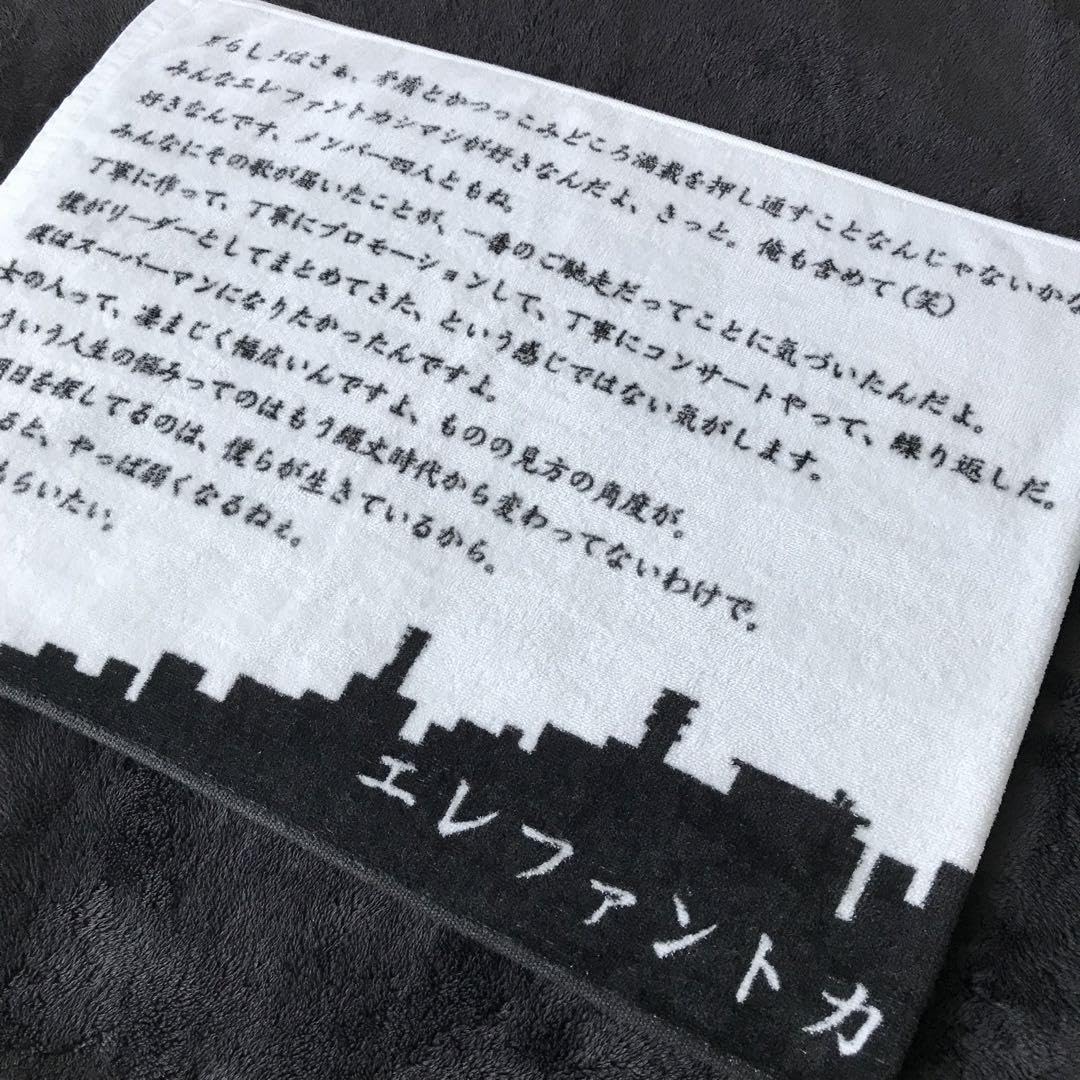 さ、矛盾とかつっこみどころ満載を押し通すことなんじゃないかな
みんなエレファントカシマシが好きなんだよ、きっと。俺も含めて(笑)
好きなんです、メンバー四人ともね。
みんなにその歌が届いたことが、一番のご馳走だってことに気づいたんだよ。
丁寧に作って、丁寧にプロモーションして、丁寧にコンサートやって、繰り返しだ。
僕がリーダーとしてまとめてきた、という感じではない気がします。
僕はスーパーマンになりたかったんですよ。
の人って、凄まじく幅広いんですよ、ものの見方の角度が。
ういう人生の悩みってのはもう縄文時代から変わってないわけで。
明日を探してるのは、僕らが生きているから。
ると、やっぱ弱くなるねぇ。
もらいたい。
エレファントカ